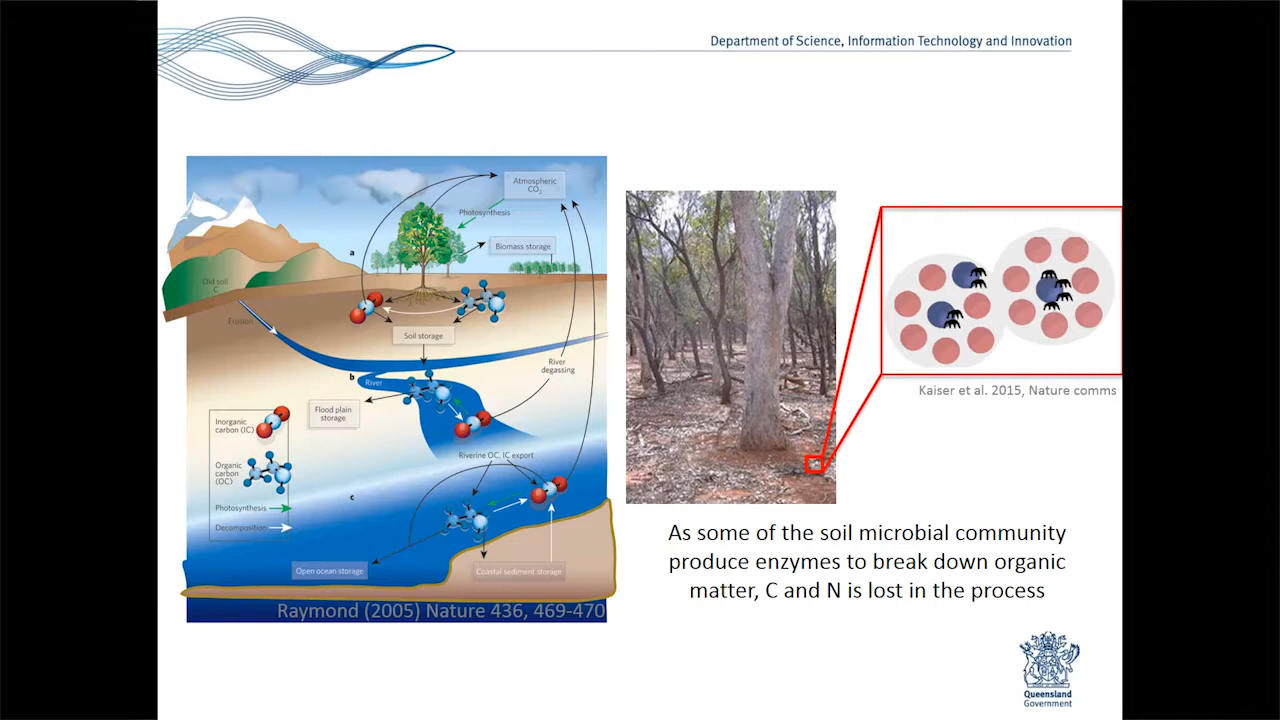 Department of Science, Information Technology and Innovation
Atmospheric
CO2
Photosynthesis
a
Biomass storage
Old soil
C
Erosion
Soil storage
River
degassing
b
River
Flood plain
storage
Inorganic
carbon (IC)
Riverine OC, IC export
Organic
carbon
(OC)
c
Photosynthesis
Decomposition
Open ocean storage
Coastal sediment storage
Raymond (2005) Nature 436, 469-470
Kaiser et al. 2015, Nature comms
As some of the soil microbial community
produce enzymes to break down organic
matter, C and N is lost in the process
Queensland
Government